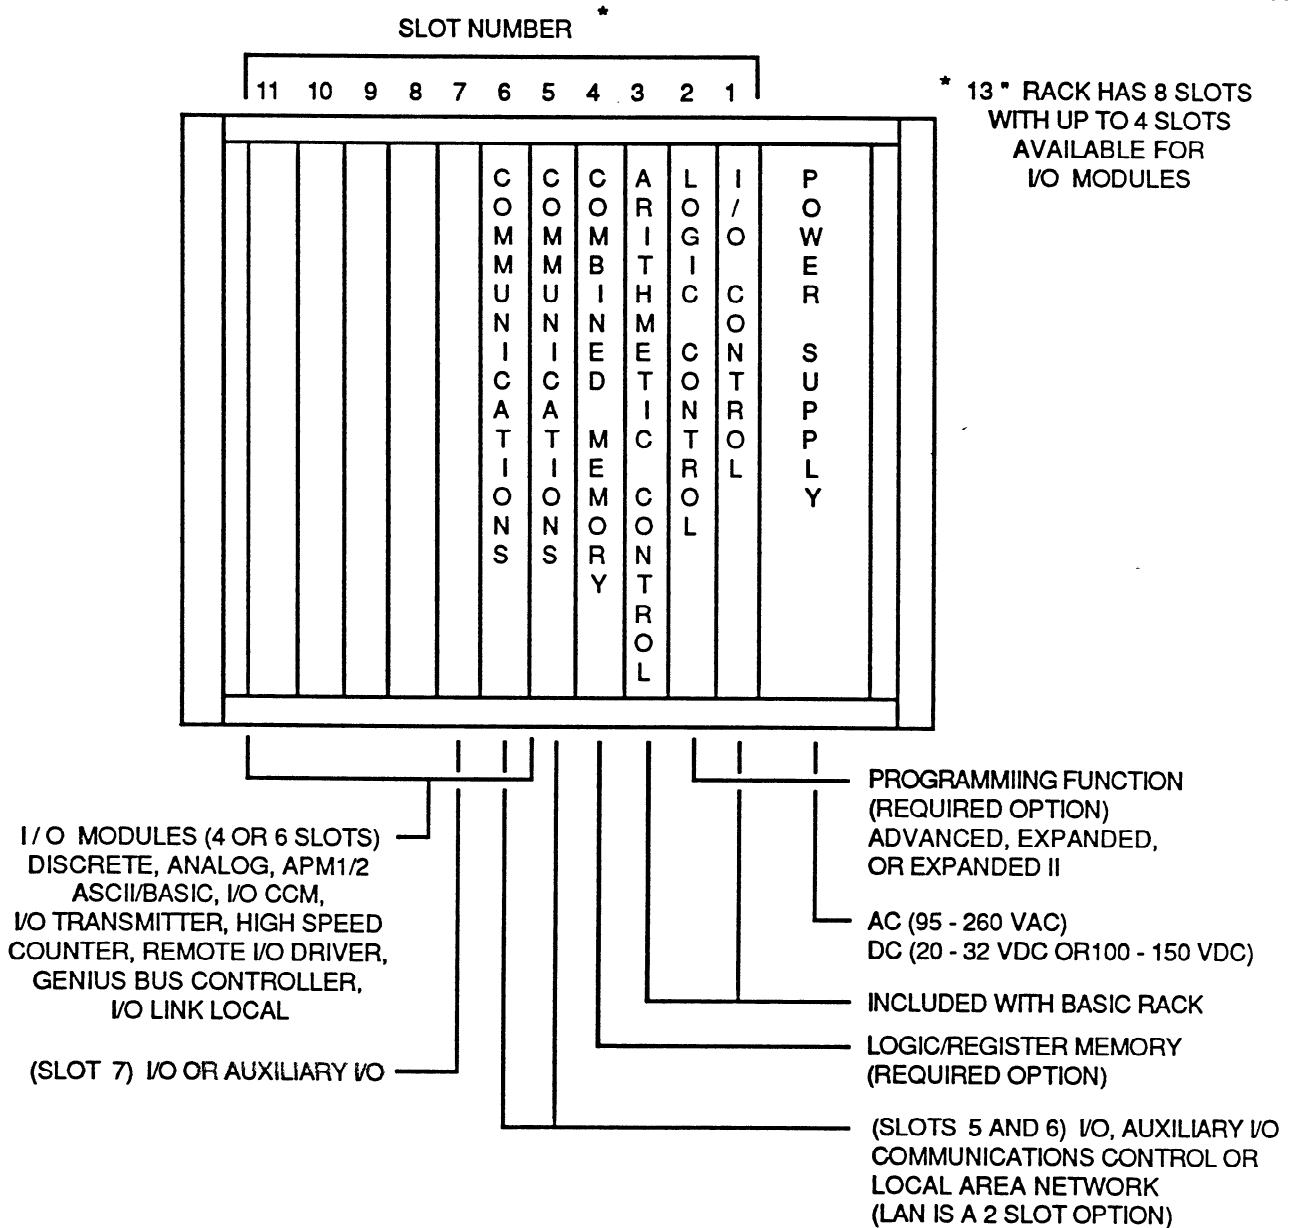 SLOT NUMBER *
11 10 9 8 7 6 5 4 3 2 1
* 13 " RACK HAS 8 SLOTS
WITH UP TO 4 SLOTS
AVAILABLE FOR
I/O MODULES
COMMUNICATIONS
COMMUNICATIONS
COMBINED MEMORY
ARITHMETIC CONTROL
LOGIC CONTROL
I/O CONTROL
POWER SUPPLY
I/O MODULES (4 OR 6 SLOTS)
DISCRETE, ANALOG, APM1/2
ASCII/BASIC, I/O CCM,
I/O TRANSMITTER, HIGH SPEED
COUNTER, REMOTE I/O DRIVER,
GENIUS BUS CONTROLLER,
I/O LINK LOCAL
(SLOT 7) I/O OR AUXILIARY I/O
PROGRAMMIING FUNCTION
(REQUIRED OPTION)
ADVANCED, EXPANDED,
OR EXPANDED II
AC (95 - 260 VAC)
DC (20 - 32 VDC OR100 - 150 VDC)
INCLUDED WITH BASIC RACK
LOGIC/REGISTER MEMORY
(REQUIRED OPTION)
(SLOTS 5 AND 6) I/O, AUXILIARY I/O
COMMUNICATIONS CONTROL OR
LOCAL AREA NETWORK
(LAN IS A 2 SLOT OPTION)